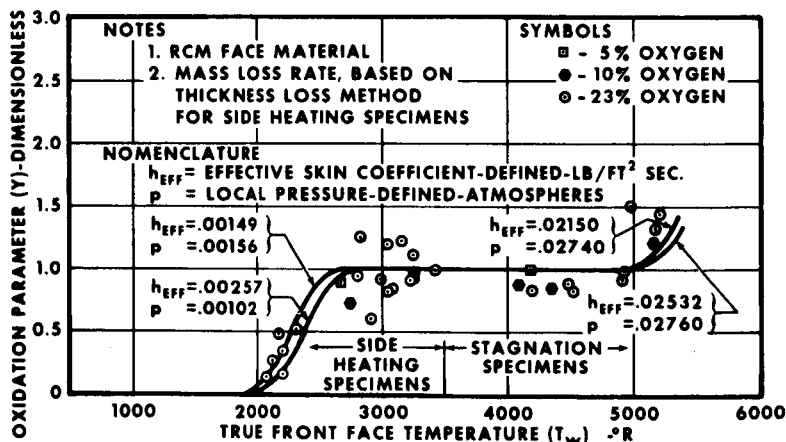 OXIDATION PARAMETER (Y)-DIMENSIONLESS
3.0
2.5
2.0
1.5
1.0
0.5
0
NOTES
1. RCM FACE MATERIAL
2. MASS LOSS RATE, BASED ON
THICKNESS LOSS METHOD
FOR SIDE HEATING SPECIMENS
SYMBOLS
- 5% OXYGEN
- 10% OXYGEN
- 23% OXYGEN
NOMENCLATURE
hEFF= EFFECTIVE SKIN COEFFICIENT-DEFINED-LB/FT² SEC.
p = LOCAL PRESSURE-DEFINED-ATMOSPHERES
hEFF=.00149
p =.00156
hEFF=.00257
p =.00102
hEFF=.02150
p =.02740
hEFF=.02532
p =.02760
SIDE
HEATING
SPECIMENS
STAGNATION
SPECIMENS
1000
2000
3000
4000
5000
6000
TRUE FRONT FACE TEMPERATURE (TW) -°R